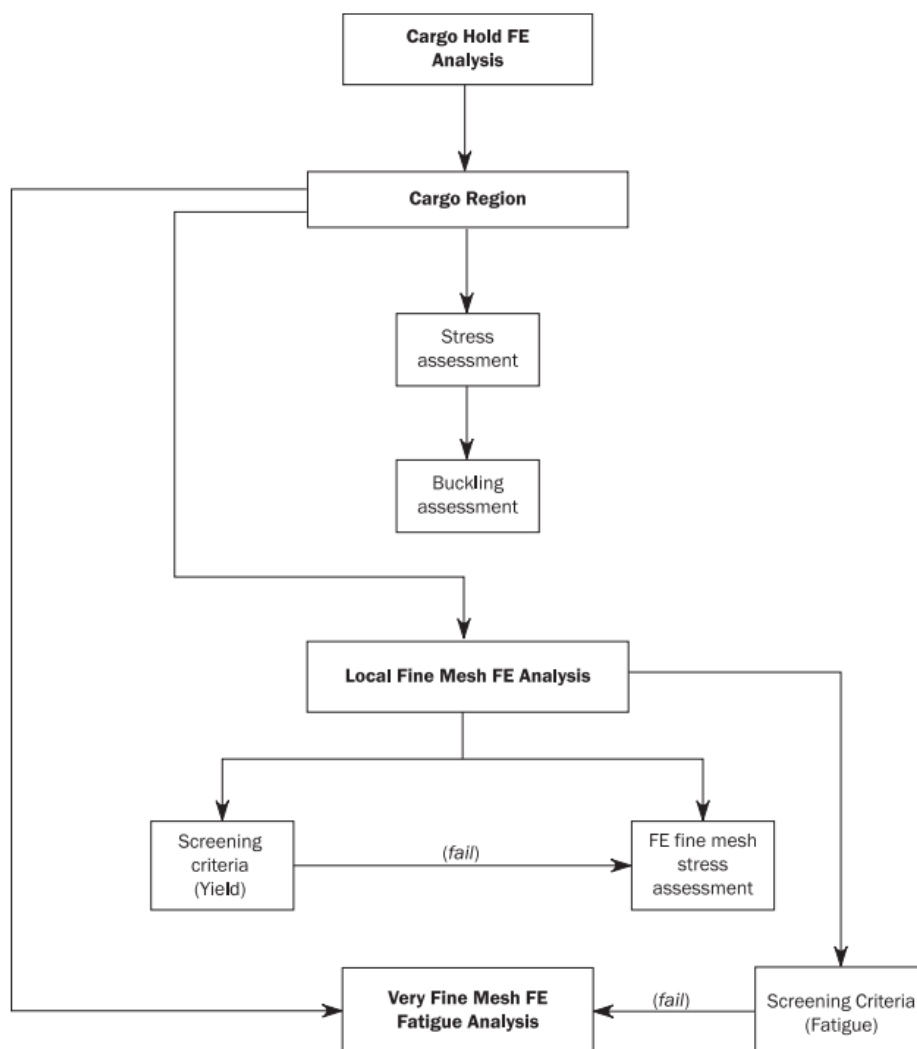 Cargo Hold FE
Analysis
Cargo Region
Stress
assessment
Buckling
assessment
Local Fine Mesh FE Analysis
Screening
criteria
(Yield)
(fail)
FE fine mesh
stress
assessment
Very Fine Mesh FE
Fatigue Analysis
(fail)
Screening Criteria
(Fatigue)